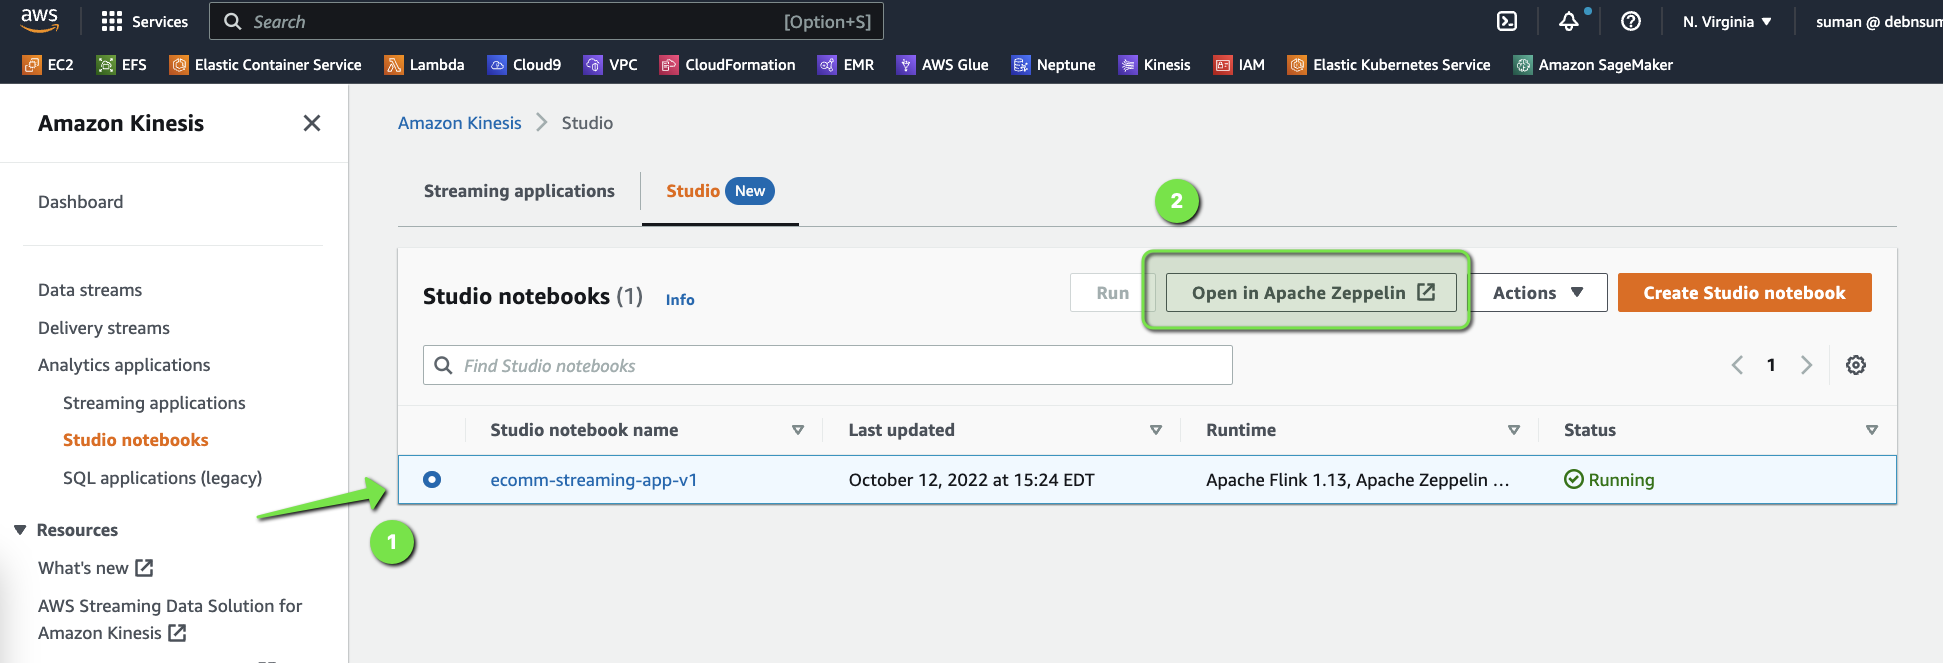 aws
Services
Search
[Option+S]
N. Virginia
suman @ debnsum
EC2
EFS
Elastic Container Service
Lambda
Cloud9
VPC
CloudFormation
EMR
AWS Glue
Neptune
Kinesis
IAM
Elastic Kubernetes Service
Amazon SageMaker
Amazon Kinesis
Dashboard
Data streams
Delivery streams
Analytics applications
Streaming applications
Studio notebooks
SQL applications (legacy)
Resources
What's new
AWS Streaming Data Solution for
Amazon Kinesis
Amazon Kinesis
Studio
Streaming applications
Studio New
2
Studio notebooks (1) Info
Run
Open in Apache Zeppelin
Actions
Create Studio notebook
Find Studio notebooks
1
Studio notebook name
Last updated
Runtime
Status
ecomm-streaming-app-v1
October 12, 2022 at 15:24 EDT
Apache Flink 1.13, Apache Zeppelin ...
Running
1